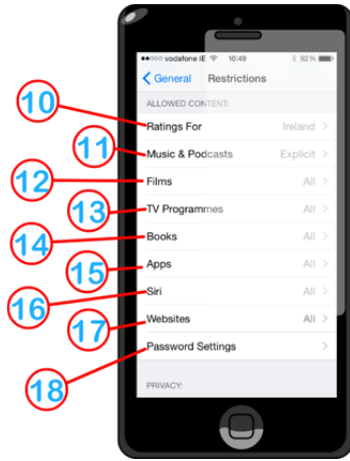 vodafone IE 10:49 92%
General Restrictions
ALLOWED CONTENT:
10 Ratings For Ireland
11 Music & Podcasts Explicit
12 Films All
13 TV Programmes All
14 Books All
15 Apps All
16 Siri All
17 Websites All
18 Password Settings
PRIVACY: